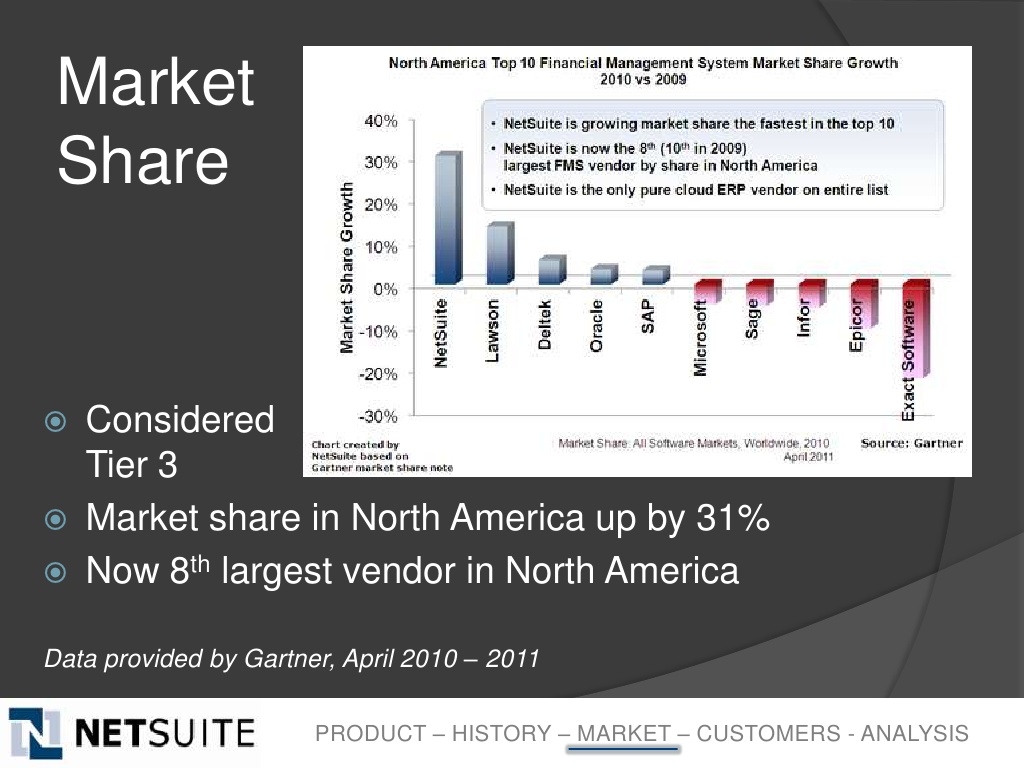 Market
Share
North America Top 10 Financial Management System Market Share Growth
2010 vs 2009
• NetSuite is growing market share the fastest in the top 10
• NetSuite is now the 8th (10th in 2009)
largest FMS vendor by share in North America
• NetSuite is the only pure cloud ERP vendor on entire list
Market Share Growth
40%
30%
20%
10%
0%
-10%
-20%
-30%
NetSuite
Lawson
Deltek
Oracle
SAP
Microsoft
Sage
Infor
Epicor
Exact Software
Chart created by
NetSuite based on
Gartner market share note
Market Share: All Software Markets, Worldwide, 2010
April 2011
Source: Gartner
Considered
Tier 3
Market share in North America up by 31%
Now 8th largest vendor in North America
Data provided by Gartner, April 2010 – 2011
NETSUITE
PRODUCT – HISTORY – MARKET – CUSTOMERS - ANALYSIS